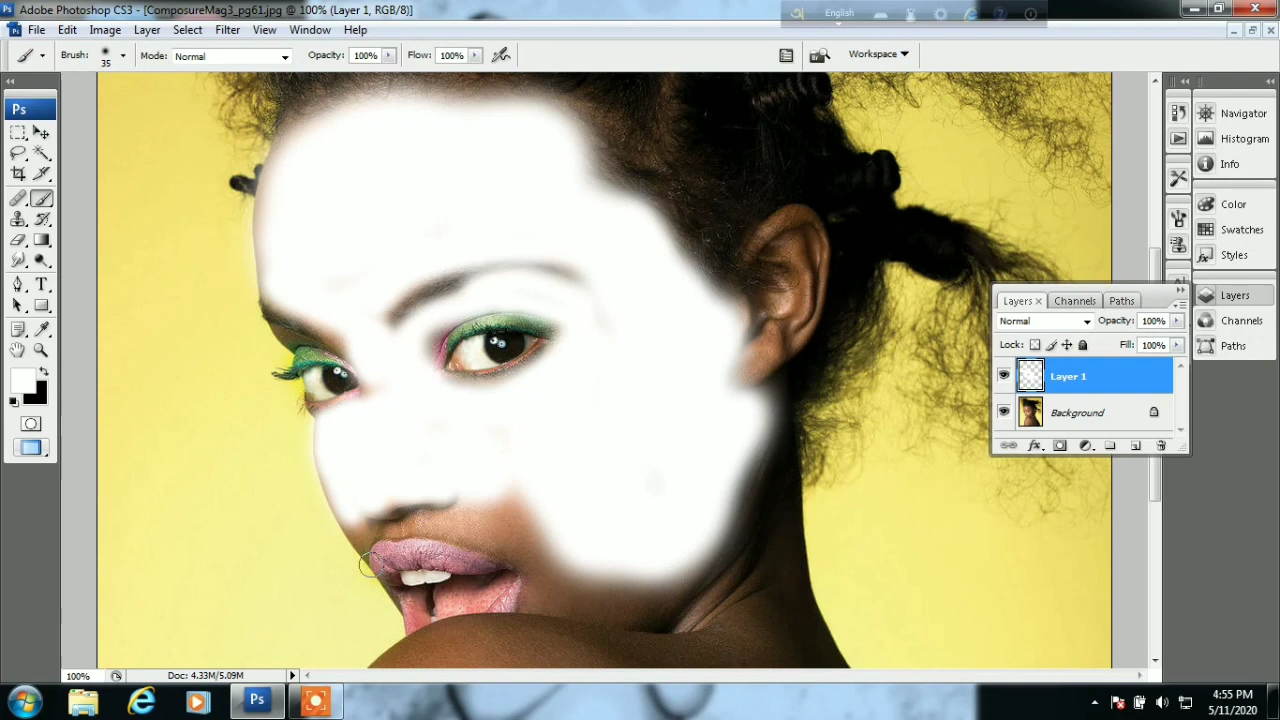 Adobe Photoshop CS3 - [ComposureMag3_pg61.jpg @ 100% (Layer 1, RGB/8)]
English
File Edit Image Layer Select Filter View Window Help
Brush: 35 Mode: Normal Opacity: 100% Flow: 100% Workspace
Ps
Navigator
Histogram
Info
Color
Swatches
Styles
Layers
Channels
Paths
Layers x Channels Paths
Normal Opacity: 100%
Lock: Fill: 100%
Layer 1
Background
100% Doc: 4.33M/5.09M
Ps
4:55 PM
5/11/2020